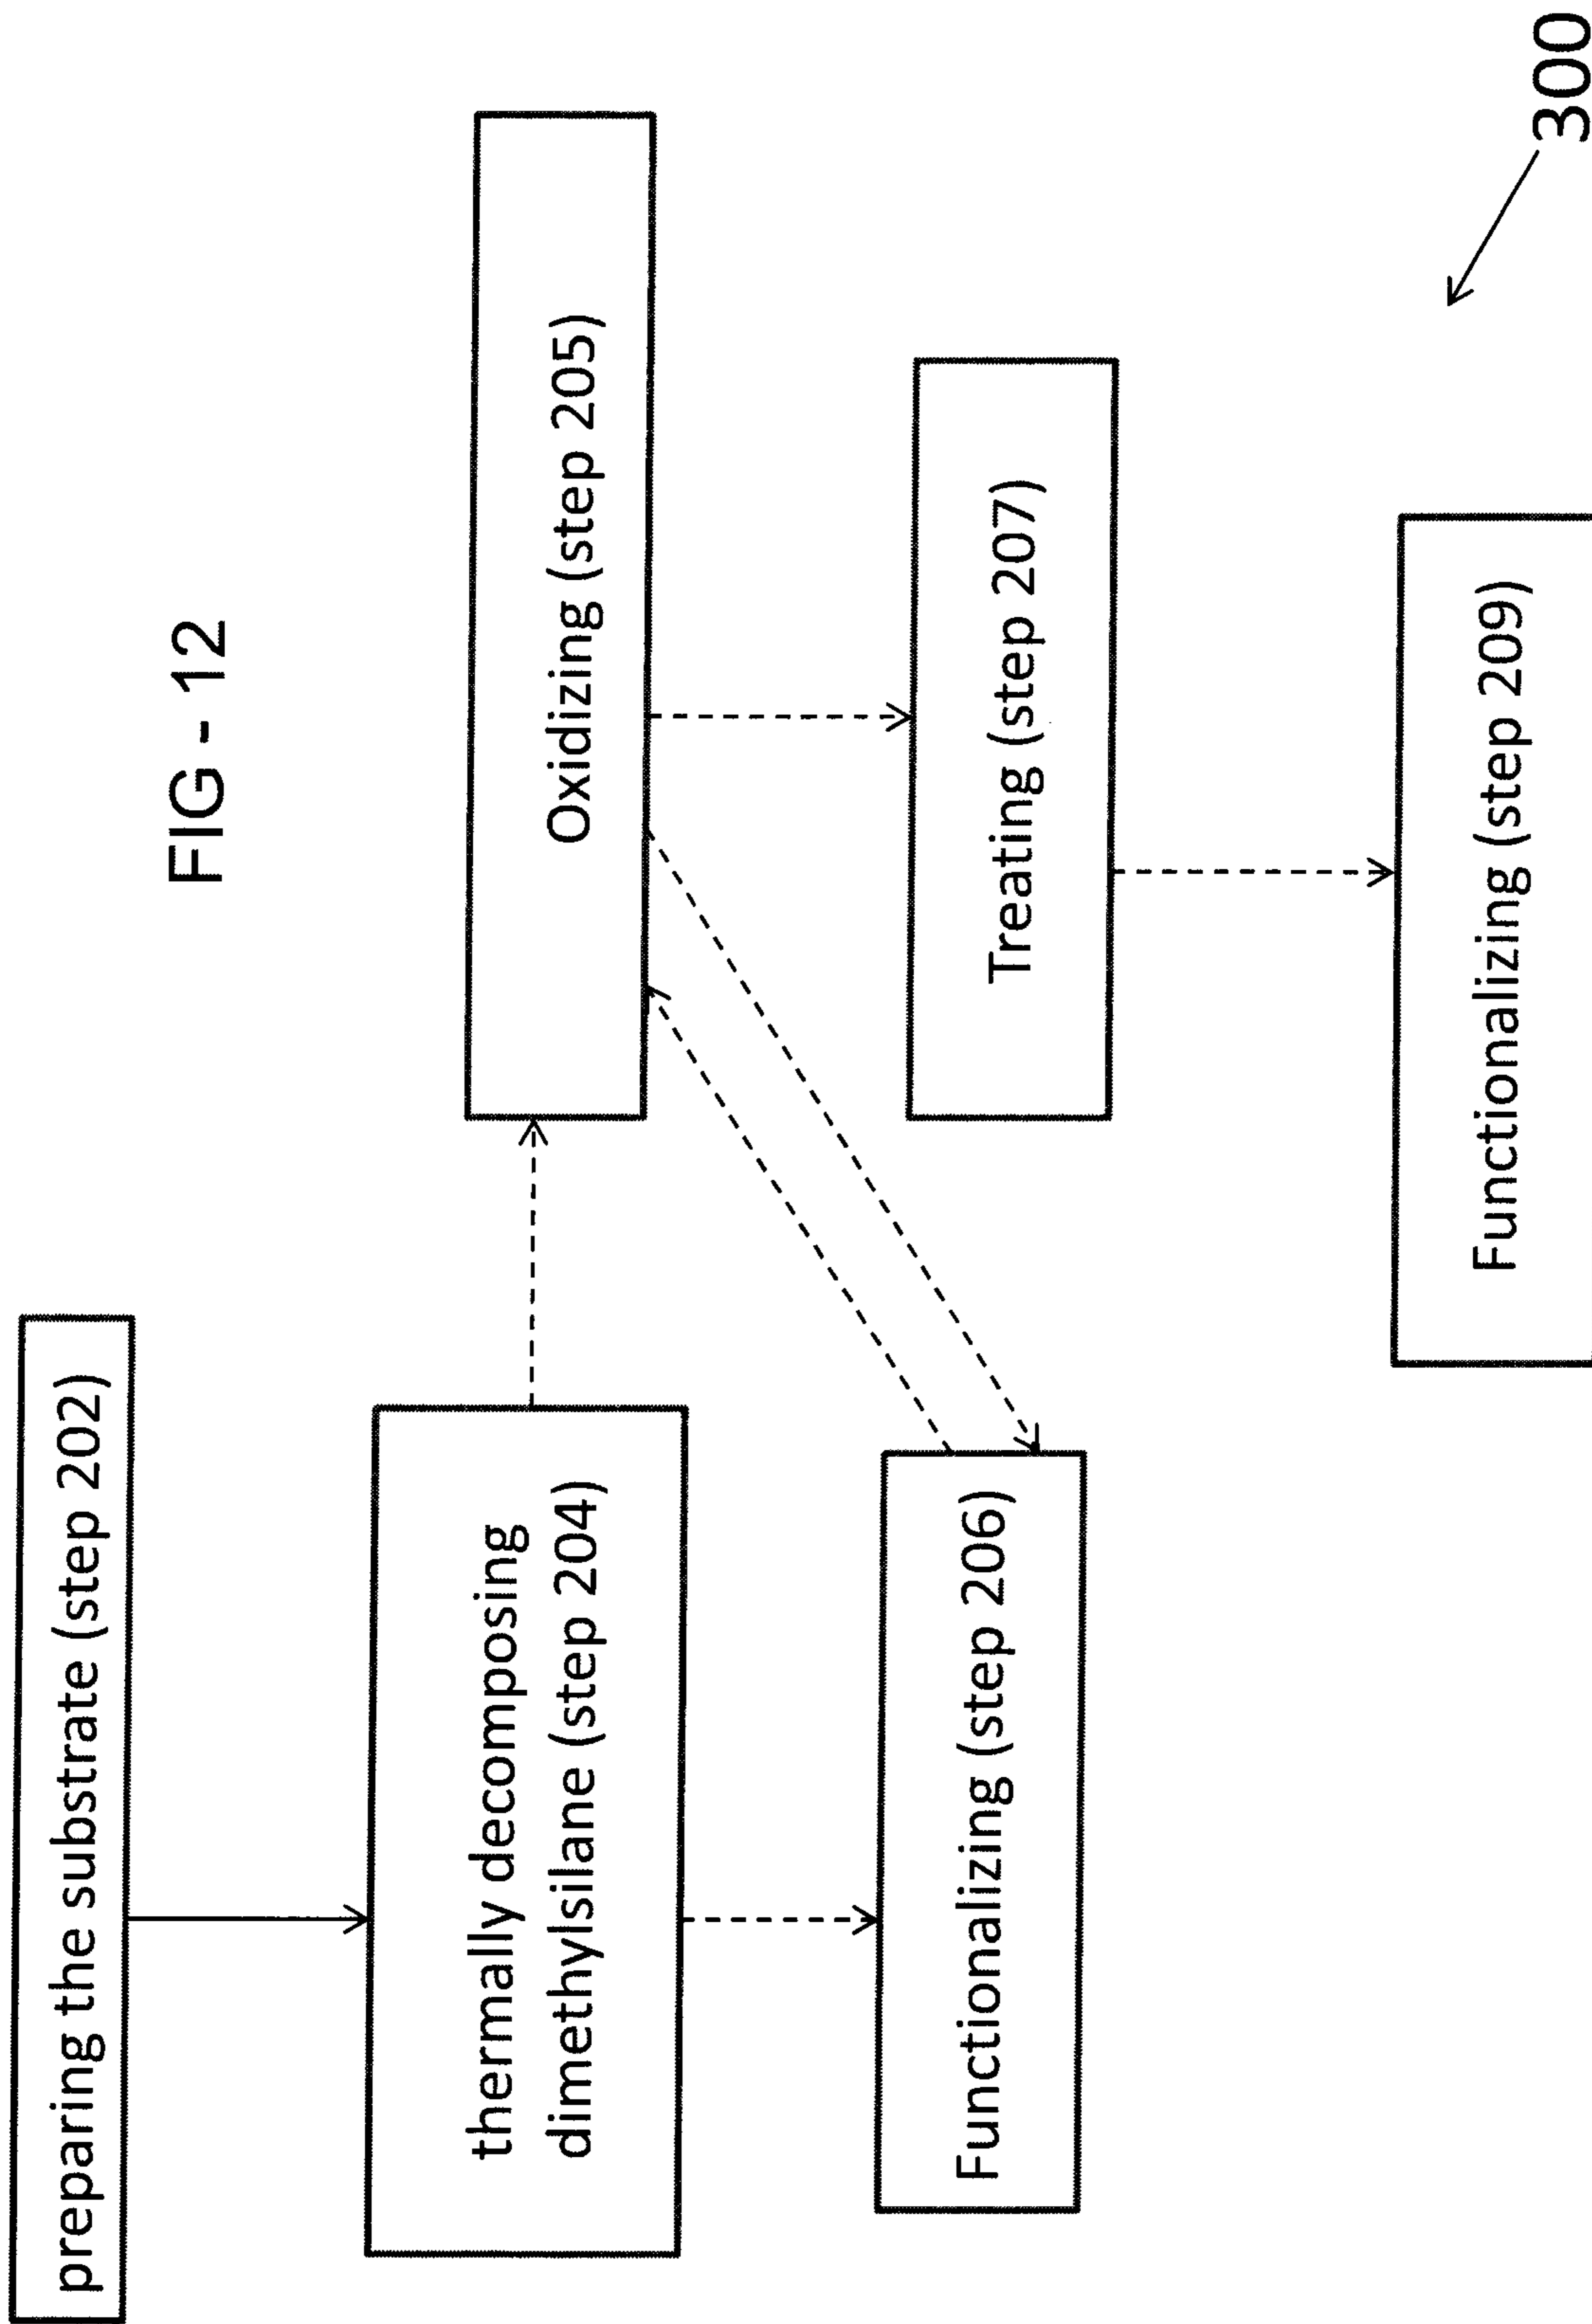 FIG - 12
preparing the substrate (step 202)
thermally decomposing
dimethylsilane (step 204)
Oxidizing (step 205)
Functionalizing (step 206)
Treating (step 207)
Functionalizing (step 209)
300